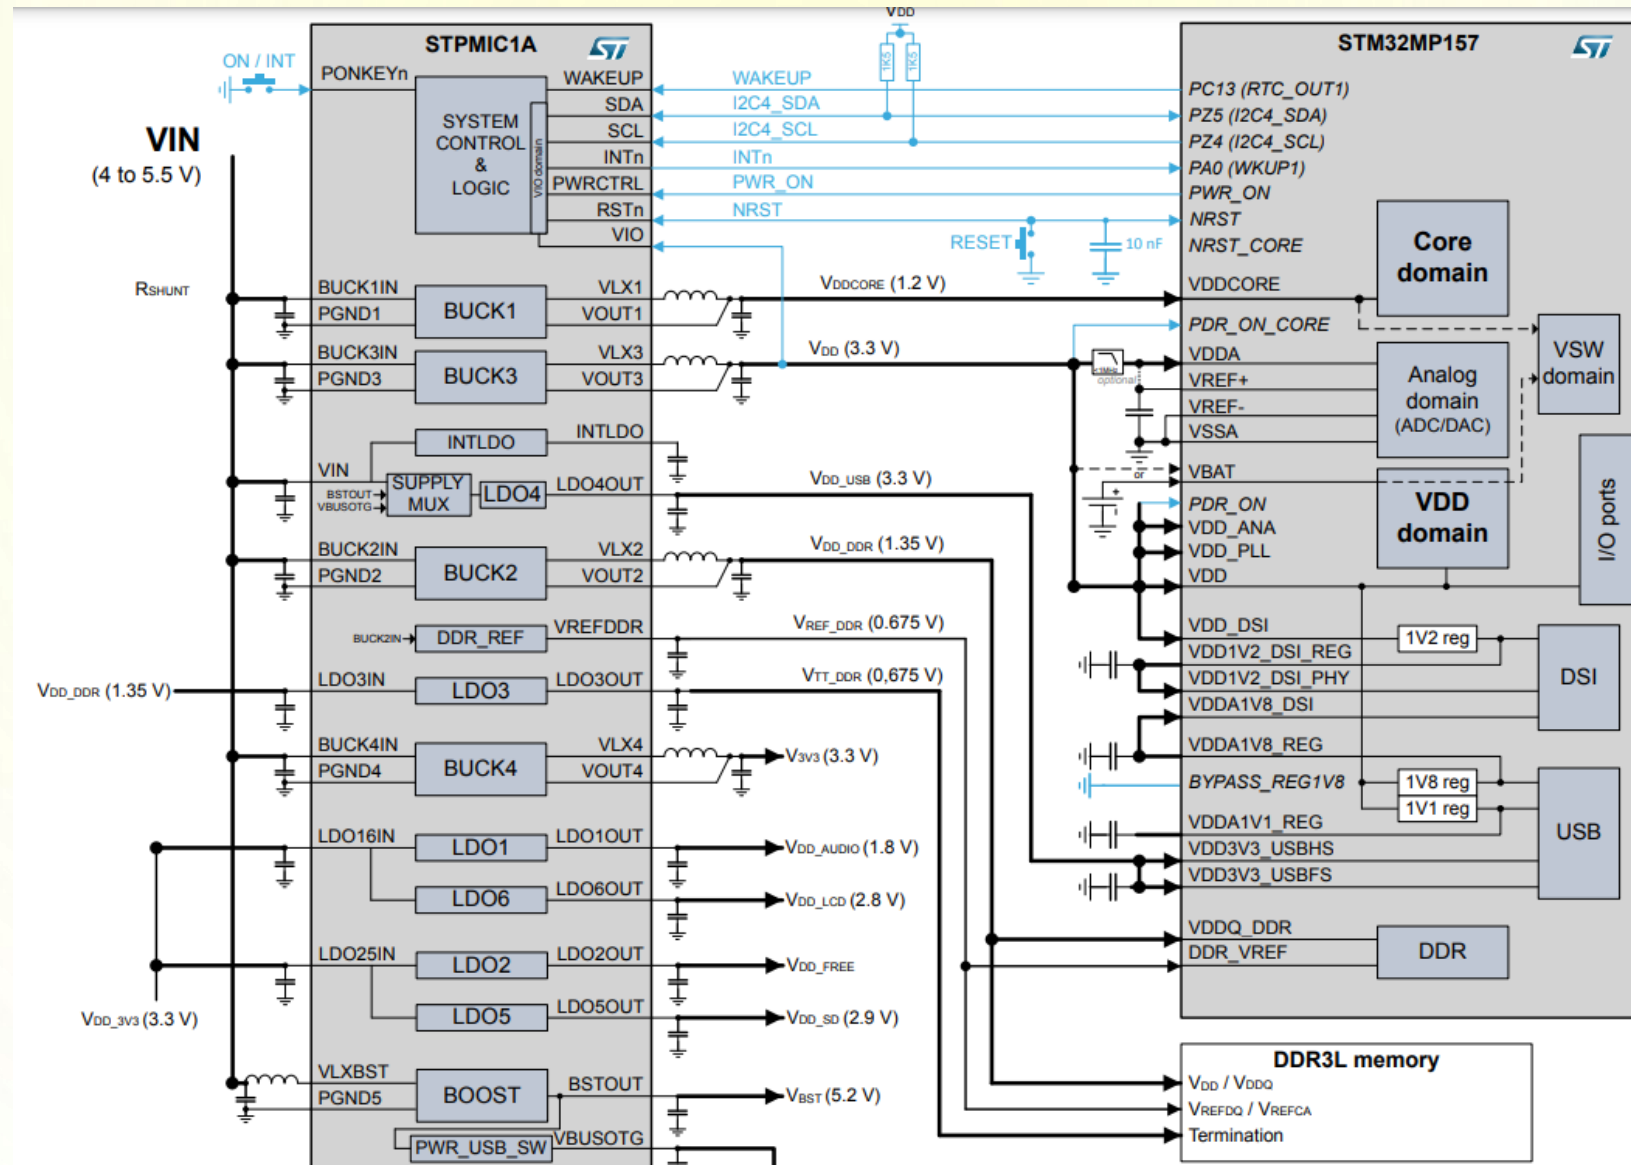 VDD
STPMIC1A
ST
STM32MP157
ST
ON / INT
PONKEYn
WAKEUP
WAKEUP
PC13 (RTC_OUT1)
1K5
1K5
SDA
I2C4_SDA
PZ5 (I2C4_SDA)
SYSTEM
CONTROL
&
LOGIC
VIO domain
SCL
I2C4_SCL
PZ4 (I2C4_SCL)
INTn
INTn
PA0 (WKUP1)
PWRCTRL
PWR_ON
PWR_ON
RSTn
NRST
NRST
VIO
RESET
10 nF
NRST_CORE
VIN
(4 to 5.5 V)
Core
domain
RSHUNT
BUCK1IN
PGND1
BUCK1
VLX1
VOUT1
VDDCORE (1.2 V)
VDDCORE
PDR_ON_CORE
BUCK3IN
PGND3
BUCK3
VLX3
VOUT3
VDD (3.3 V)
<1MHz
optional
VDDA
VREF+
VREF-
VSSA
Analog
domain
(ADC/DAC)
VSW
domain
INTLDO
INTLDO
VIN
BSTOUT
VBUSOTG
SUPPLY
MUX
LDO4
LDO4OUT
VDD_USB (3.3 V)
or
+
VBAT
PDR_ON
VDD_ANA
VDD_PLL
VDD
VDD
domain
I/O ports
BUCK2IN
PGND2
BUCK2
VLX2
VOUT2
VDD_DDR (1.35 V)
BUCK2IN
DDR_REF
VREFDDR
VREF_DDR (0.675 V)
VDD_DSI
1V2 reg
VDD1V2_DSI_REG
VDD1V2_DSI_PHY
VDDA1V8_DSI
DSI
VDD_DDR (1.35 V)
LDO3IN
LDO3
LDO3OUT
VTT_DDR (0,675 V)
BUCK4IN
PGND4
BUCK4
VLX4
VOUT4
V3V3 (3.3 V)
VDDA1V8_REG
BYPASS_REG1V8
1V8 reg
1V1 reg
VDDA1V1_REG
VDD3V3_USBHS
VDD3V3_USBFS
USB
LDO16IN
LDO1
LDO1OUT
VDD_AUDIO (1.8 V)
LDO6
LDO6OUT
VDD_LCD (2.8 V)
LDO25IN
LDO2
LDO2OUT
VDD_FREE
VDDQ_DDR
DDR_VREF
DDR
LDO5
LDO5OUT
VDD_SD (2.9 V)
VDD_3V3 (3.3 V)
VLXBST
PGND5
BOOST
BSTOUT
VBST (5.2 V)
PWR_USB_SW
VBUSOTG
DDR3L memory
VDD / VDDQ
VREFDQ / VREFCA
Termination